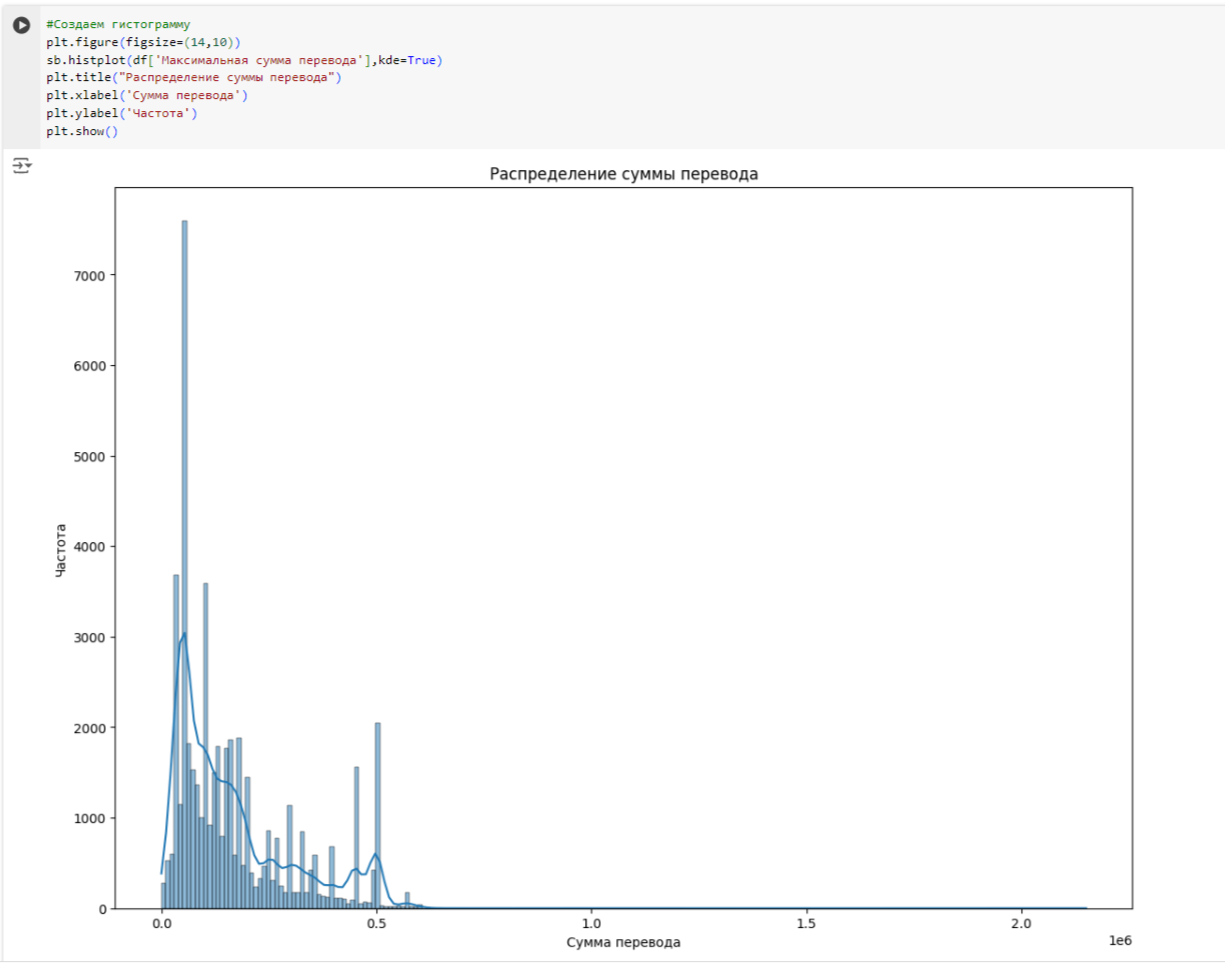 #Создаем гистограмму
plt.figure(figsize=(14,10))
sb.histplot(df['Максимальная сумма перевода'],kde=True)
plt.title("Распределение суммы перевода")
plt.xlabel('Сумма перевода')
plt.ylabel('Частота')
plt.show()
Распределение суммы перевода
7000
6000
5000
4000
3000
2000
1000
0
Частота
0.0 0.5 1.0 1.5 2.0
1e6
Сумма перевода